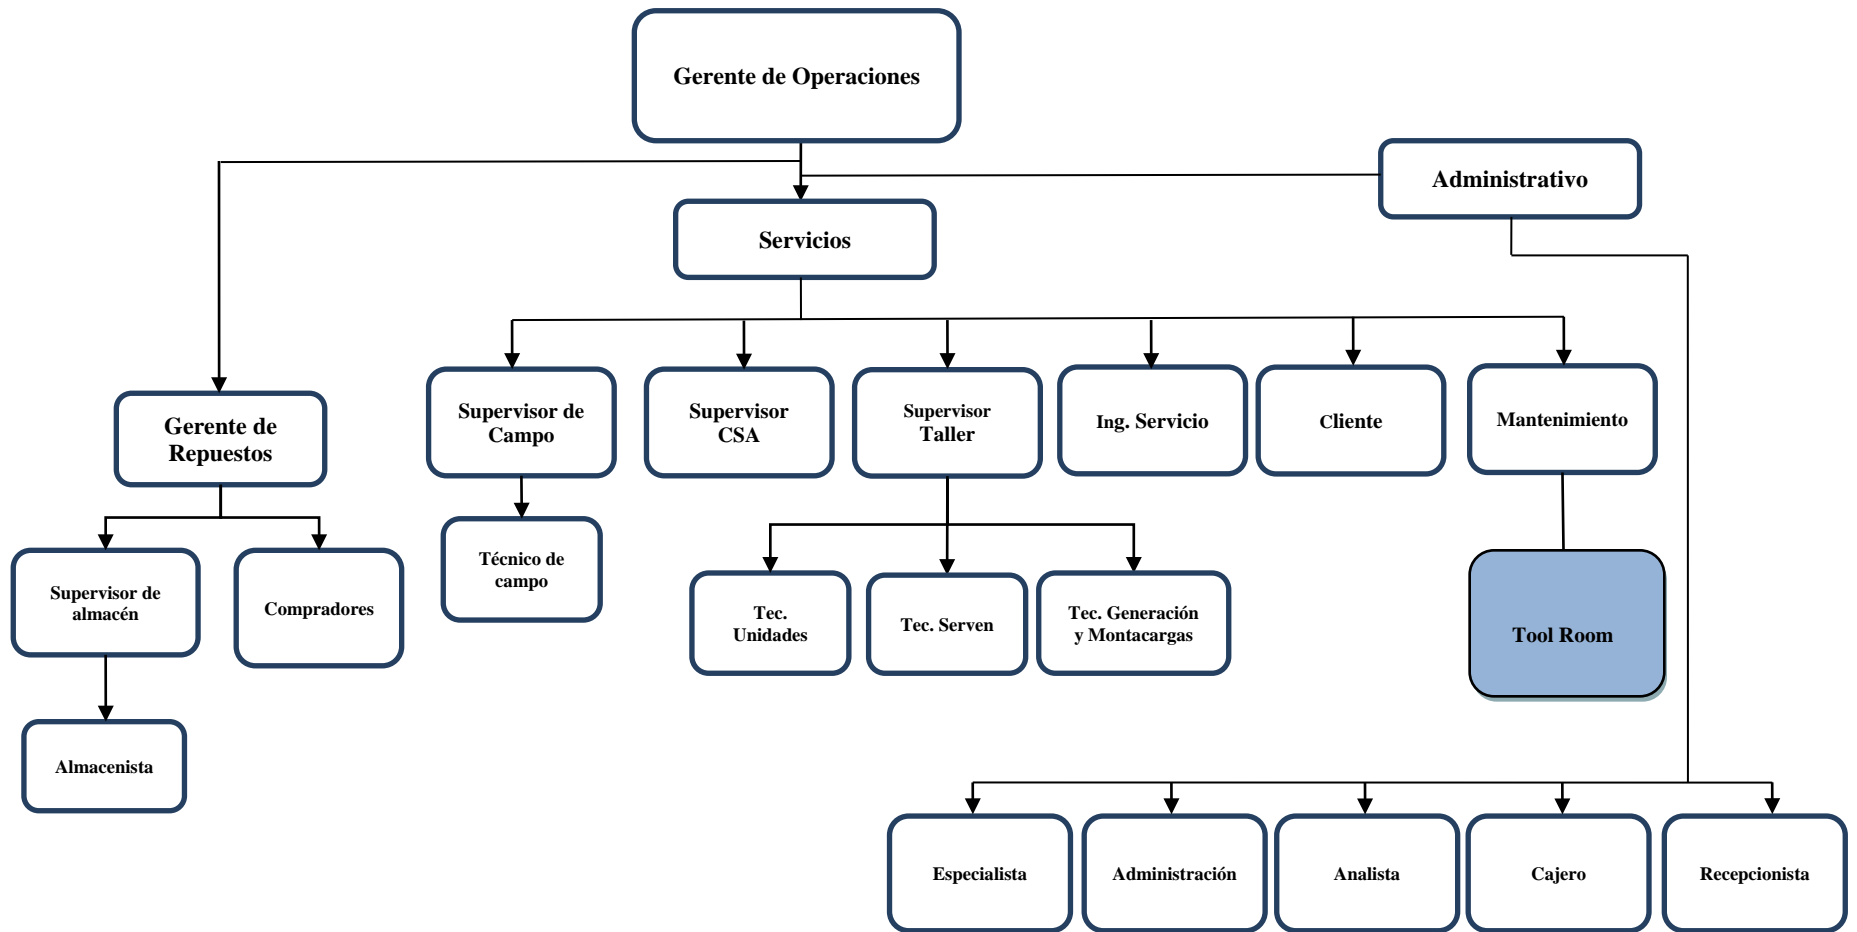 Gerente de Operaciones
Administrativo
Servicios
Gerente de
Repuestos
Supervisor de
Campo
Supervisor
CSA
Supervisor
Taller
Ing. Servicio
Cliente
Mantenimiento
Supervisor de
almacén
Compradores
Técnico de
campo
Tec.
Unidades
Tec. Serven
Tec. Generación
y Montacargas
Tool Room
Almacenista
Especialista
Administración
Analista
Cajero
Recepcionista